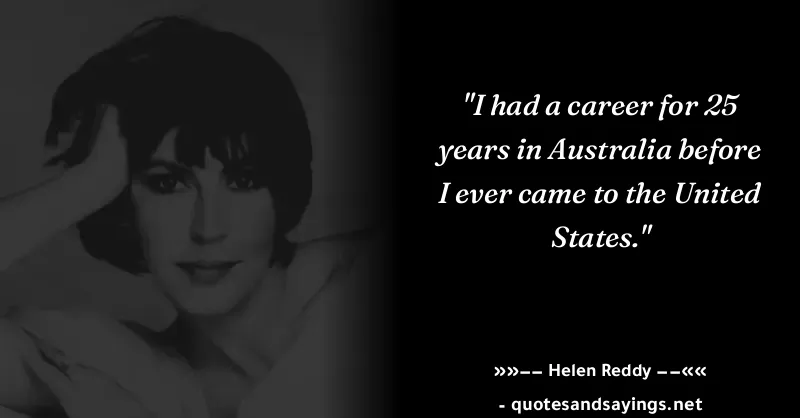 "I had a career for 25
years in Australia before
I ever came to the United
States."
»»−− Helen Reddy −−««
- quotesandsayings.net